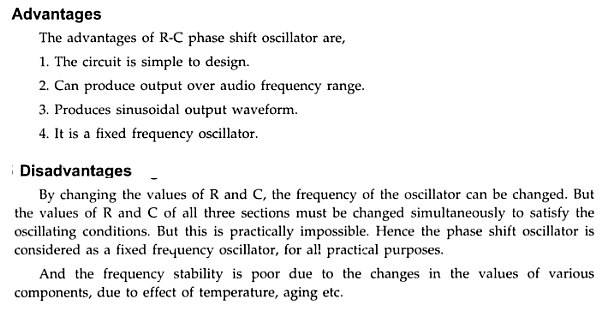 Advantages
The advantages of R-C phase shift oscillator are,
1. The circuit is simple to design.
2. Can produce output over audio frequency range.
3. Produces sinusoidal output waveform.
4. It is a fixed frequency oscillator.
Disadvantages
By changing the values of R and C, the frequency of the oscillator can be changed. But
the values of R and C of all three sections must be changed simultaneously to satisfy the
oscillating conditions. But this is practically impossible. Hence the phase shift oscillator is
considered as a fixed frequency oscillator, for all practical purposes.
And the frequency stability is poor due to the changes in the values of various
components, due to effect of temperature, aging etc.